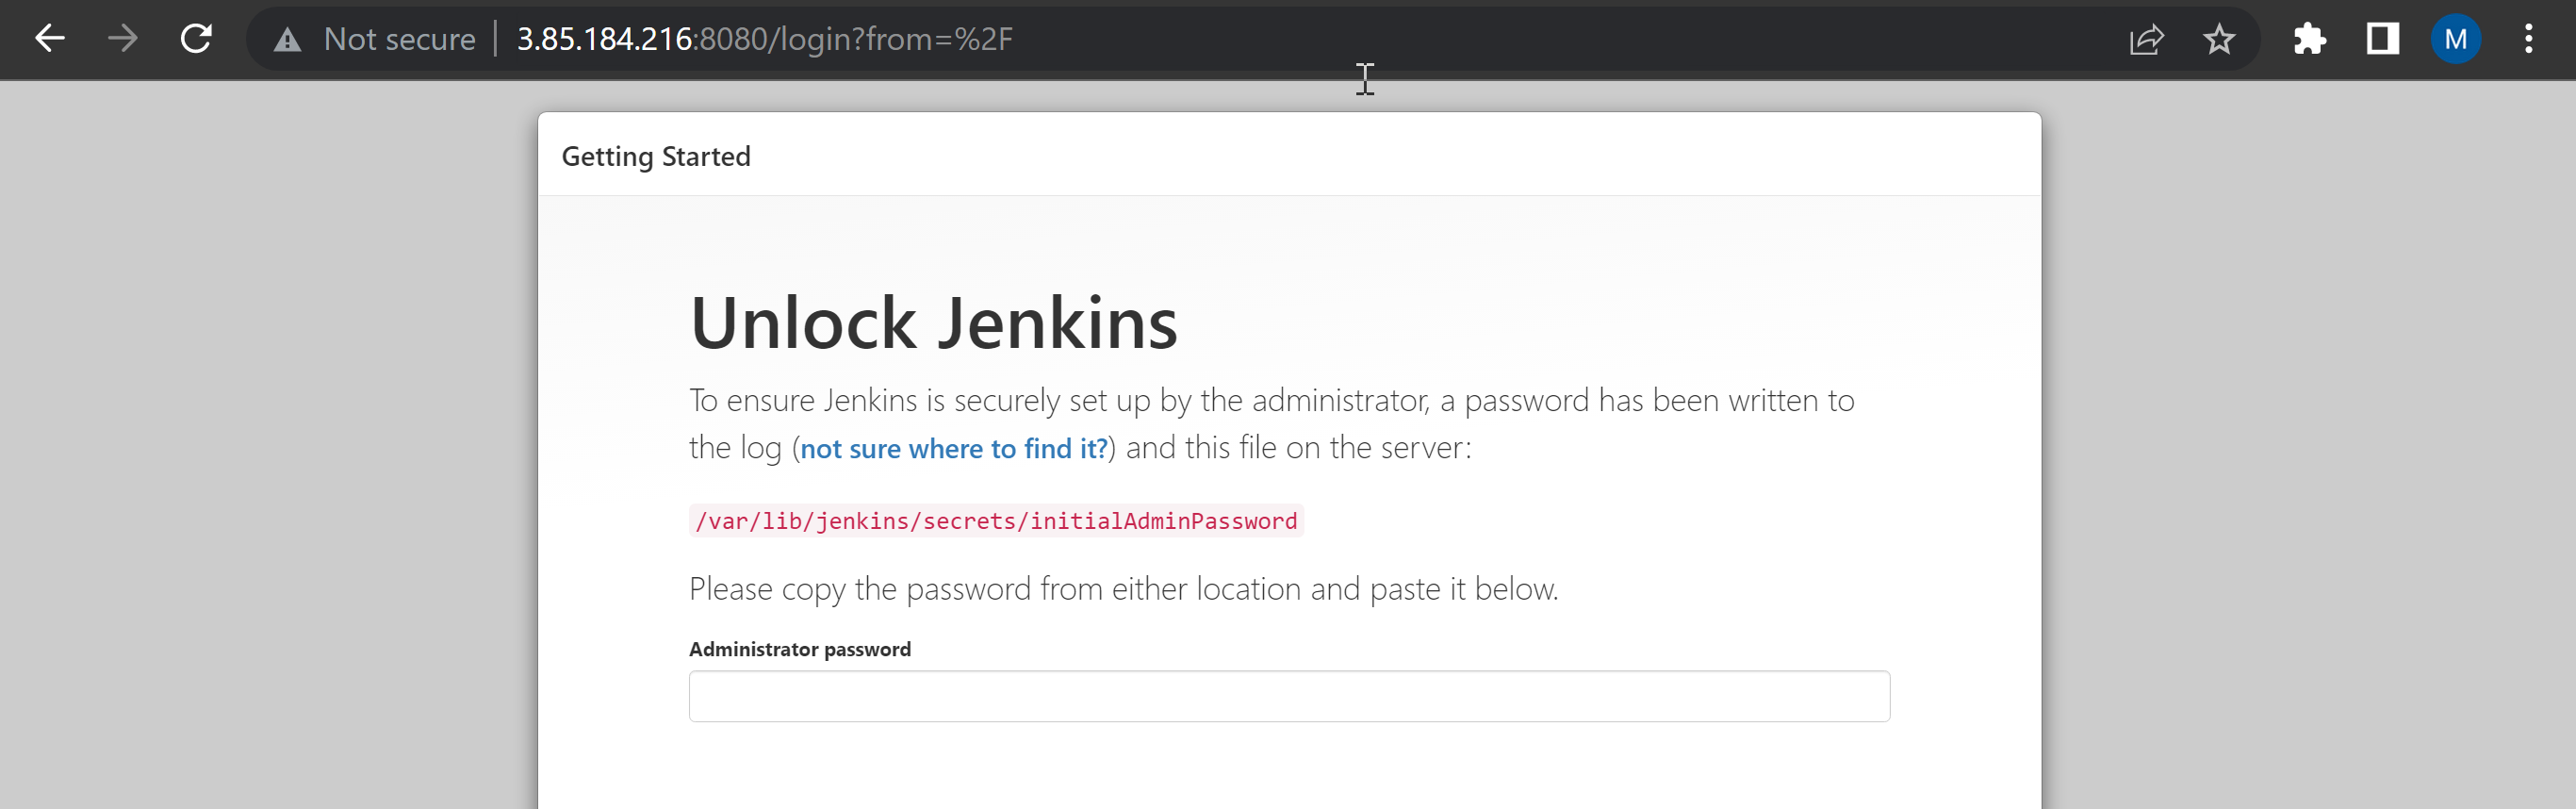 Not secure 3.85.184.216:8080/login?from=%2F
M
Getting Started
Unlock Jenkins
To ensure Jenkins is securely set up by the administrator, a password has been written to
the log (not sure where to find it?) and this file on the server:
/var/lib/jenkins/secrets/initialAdminPassword
Please copy the password from either location and paste it below.
Administrator password